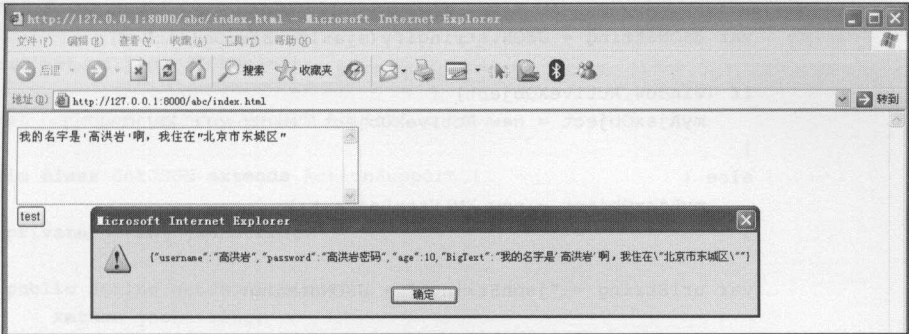 http://127.0.0.1:8000/abc/index.html - Microsoft Internet Explorer
文件(F) 编辑(E) 查看(V) 收藏(A) 工具(T) 帮助(H)
后退 搜索 收藏夹
地址(D) http://127.0.0.1:8000/abc/index.html 转到
我的名字是'高洪岩'啊，我住在"北京市东城区"
test
Microsoft Internet Explorer
{"username":"高洪岩","password":"高洪岩密码","age":10,"BigText":"我的名字是'高洪岩'啊，我住在\"北京市东城区\""}
确定